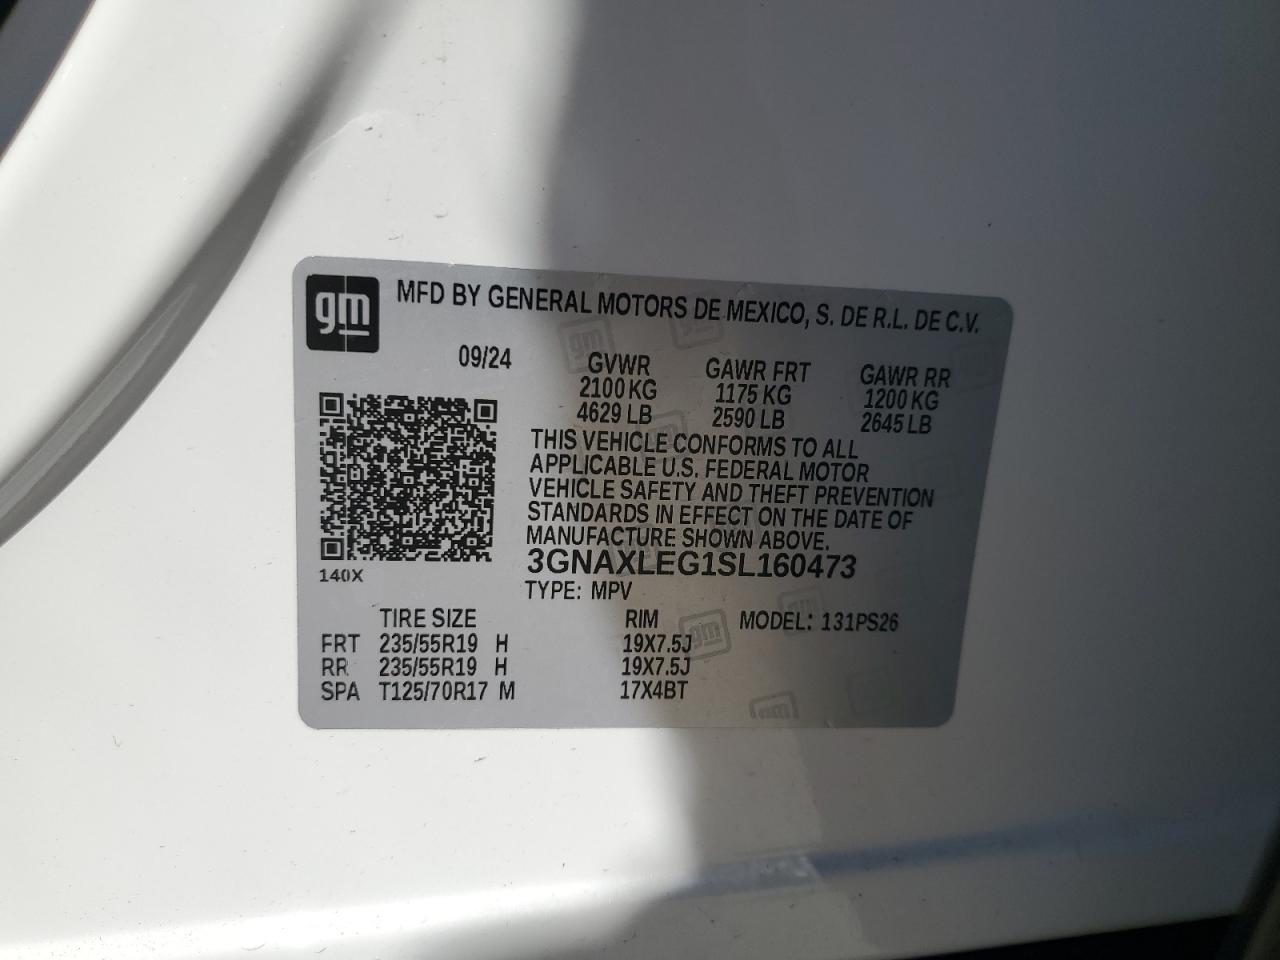 gm
MFD BY GENERAL MOTORS DE MEXICO, S. DE R.L. DE C.V.
09/24
GVWR GAWR FRT GAWR RR
2100 KG 1175 KG 1200 KG
4629 LB 2590 LB 2645 LB
THIS VEHICLE CONFORMS TO ALL
APPLICABLE U.S. FEDERAL MOTOR
VEHICLE SAFETY AND THEFT PREVENTION
STANDARDS IN EFFECT ON THE DATE OF
MANUFACTURE SHOWN ABOVE.
3GNAXLEG1SL160473
140X
TYPE: MPV
TIRE SIZE RIM MODEL: 131PS26
FRT 235/55R19 H 19X7.5J
RR 235/55R19 H 19X7.5J
SPA T125/70R17 M 17X4BT